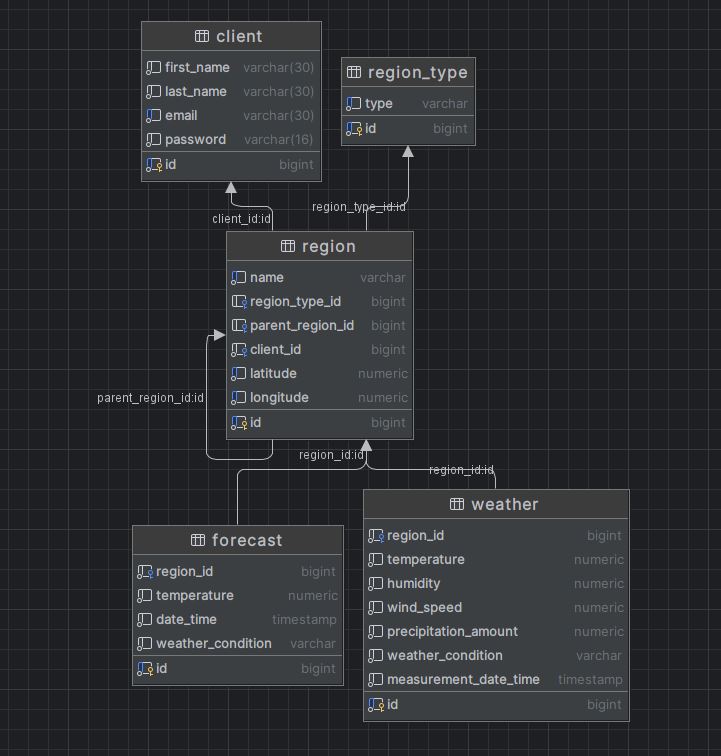 client
first_name varchar(30)
last_name varchar(30)
email varchar(30)
password varchar(16)
id bigint
region_type
type varchar
id bigint
client_id:id
region_type_id:id
region
name varchar
region_type_id bigint
parent_region_id bigint
client_id bigint
latitude numeric
longitude numeric
id bigint
parent_region_id:id
region_id:id
region_id:id
forecast
region_id bigint
temperature numeric
date_time timestamp
weather_condition varchar
id bigint
weather
region_id bigint
temperature numeric
humidity numeric
wind_speed numeric
precipitation_amount numeric
weather_condition varchar
measurement_date_time timestamp
id bigint